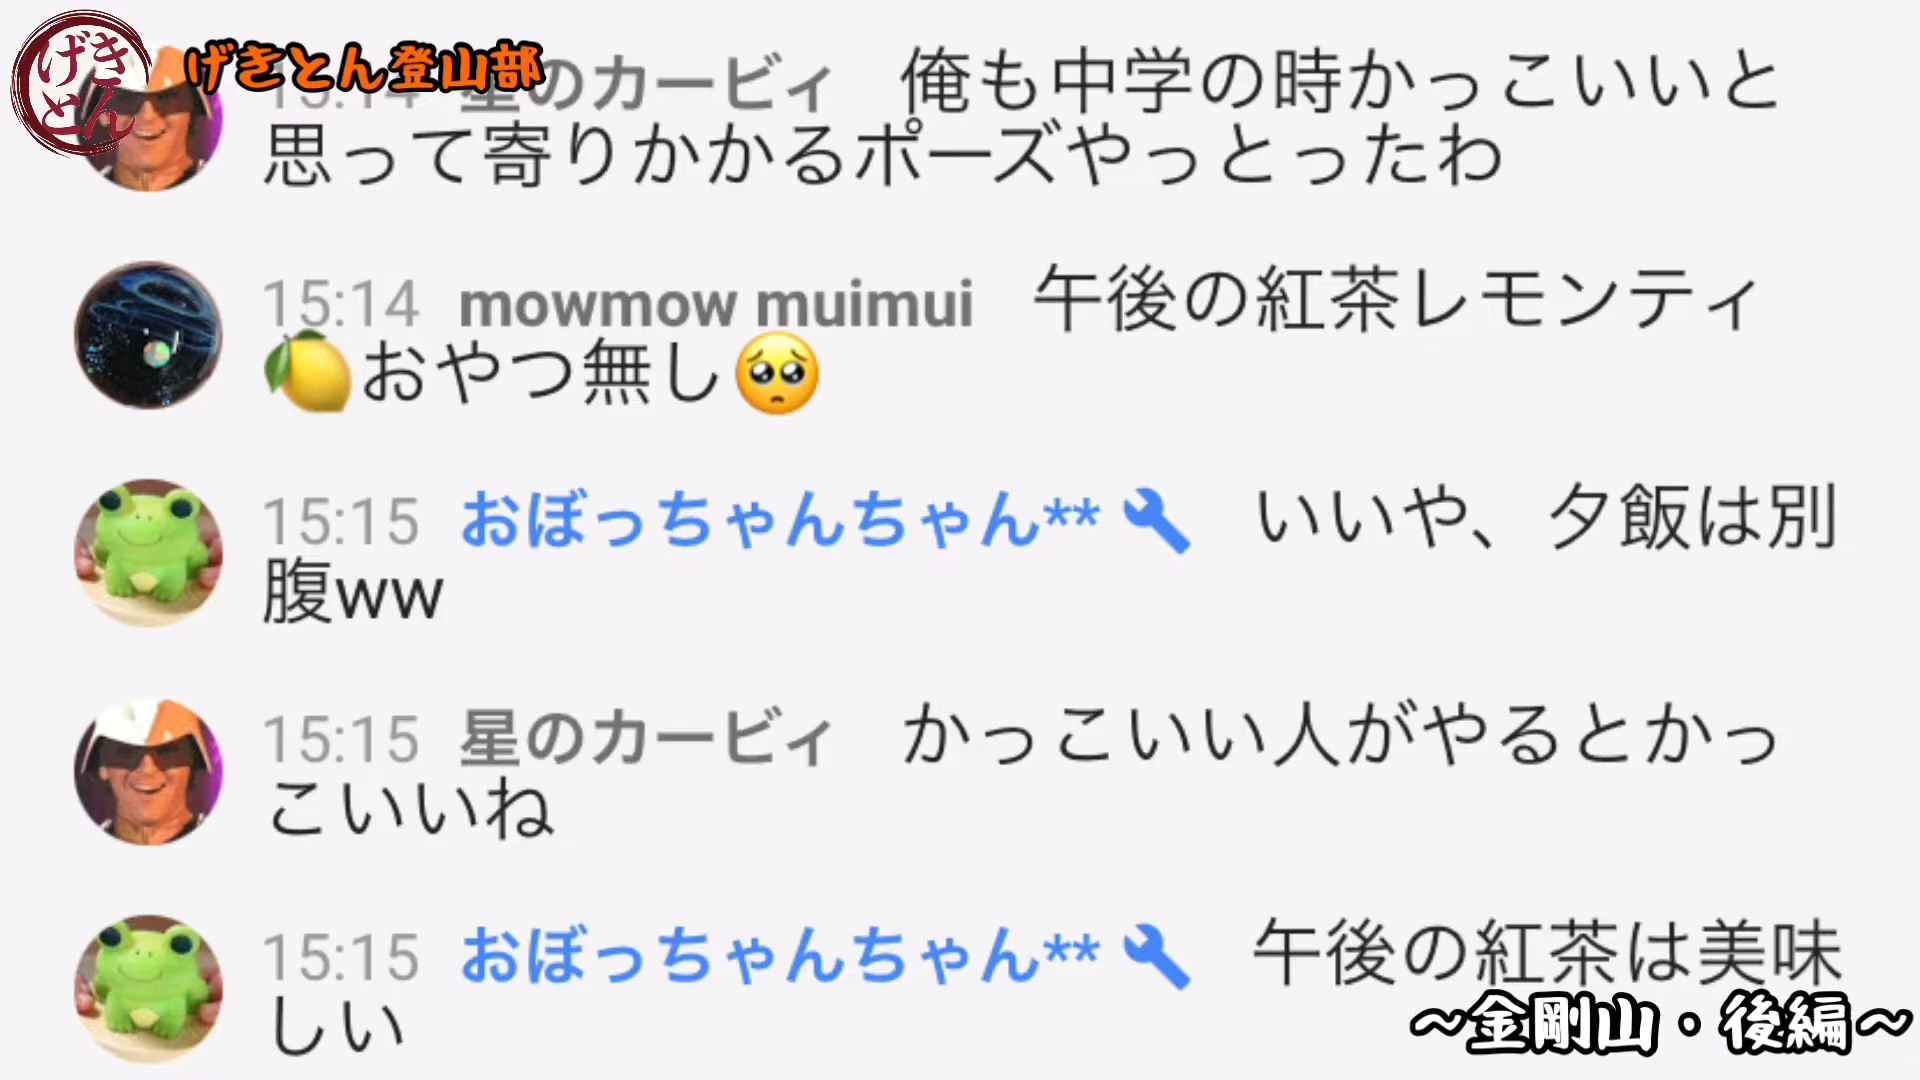 げきとん
げきとん登山部
15:14 星のカービィ 俺も中学の時かっこいいと
思って寄りかかるポーズやっとったわ
15:14 mowmow muimui 午後の紅茶レモンティ
🍋おやつ無し🥺
15:15 おぼっちゃんちゃん** 🔧 いいや、夕飯は別
腹ww
15:15 星のカービィ かっこいい人がやるとかっ
こいいね
15:15 おぼっちゃんちゃん** 🔧 午後の紅茶は美味
しい
～金剛山・後編～